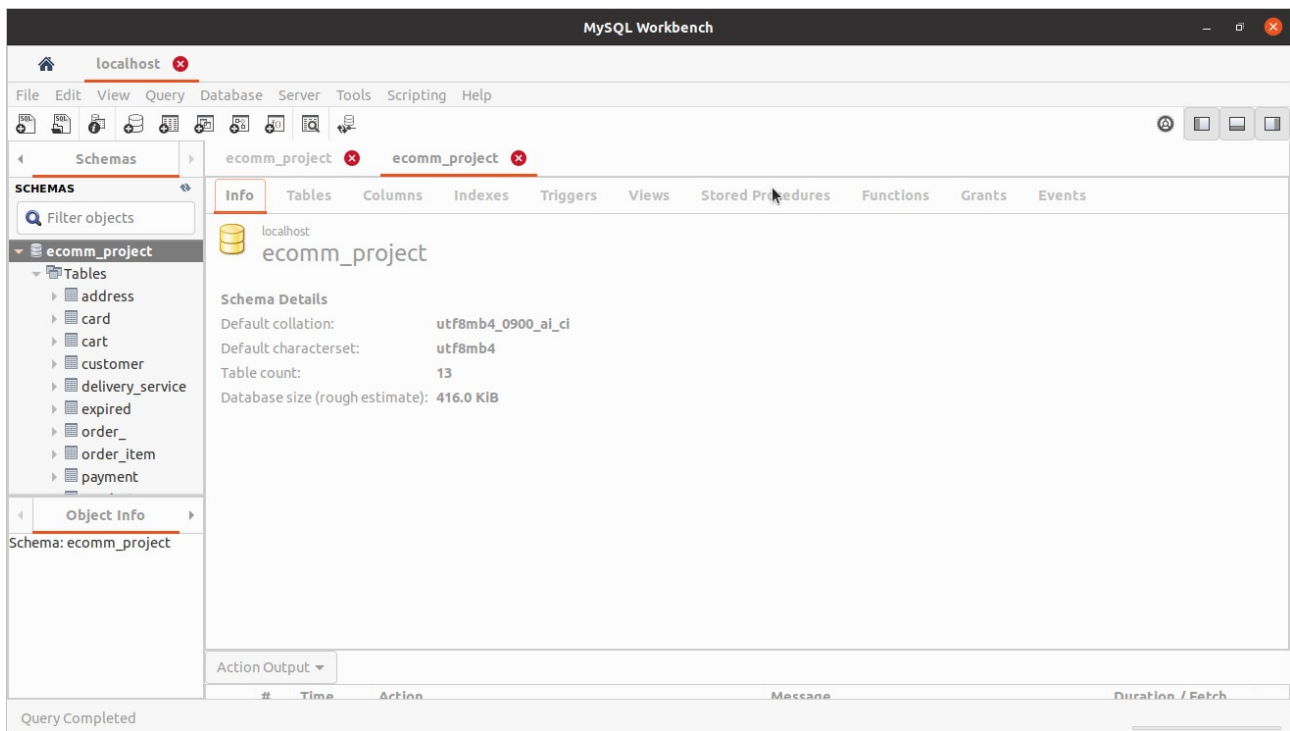 MySQL Workbench
localhost
File Edit View Query Database Server Tools Scripting Help
Schemas
ecomm_project ecomm_project
SCHEMAS
Filter objects
ecomm_project
Tables
address
card
cart
customer
delivery_service
expired
order_
order_item
payment
Object Info
Schema: ecomm_project
Info Tables Columns Indexes Triggers Views Stored Procedures Functions Grants Events
localhost
ecomm_project
Schema Details
Default collation: utf8mb4_0900_ai_ci
Default characterset: utf8mb4
Table count: 13
Database size (rough estimate): 416.0 KiB
Action Output
# Time Action Message Duration / Fetch
Query Completed